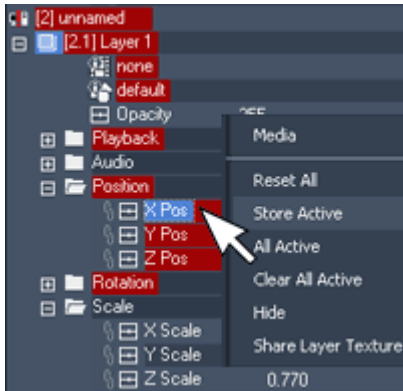 [2] unnamed
[2.1] Layer 1
none
default
Opacity 255
Playback
Audio
Position
X Pos
Y Pos
Z Pos
Rotation
Scale
X Scale
Y Scale
Z Scale 0.770
Media
Reset All
Store Active
All Active
Clear All Active
Hide
Share Layer Texture